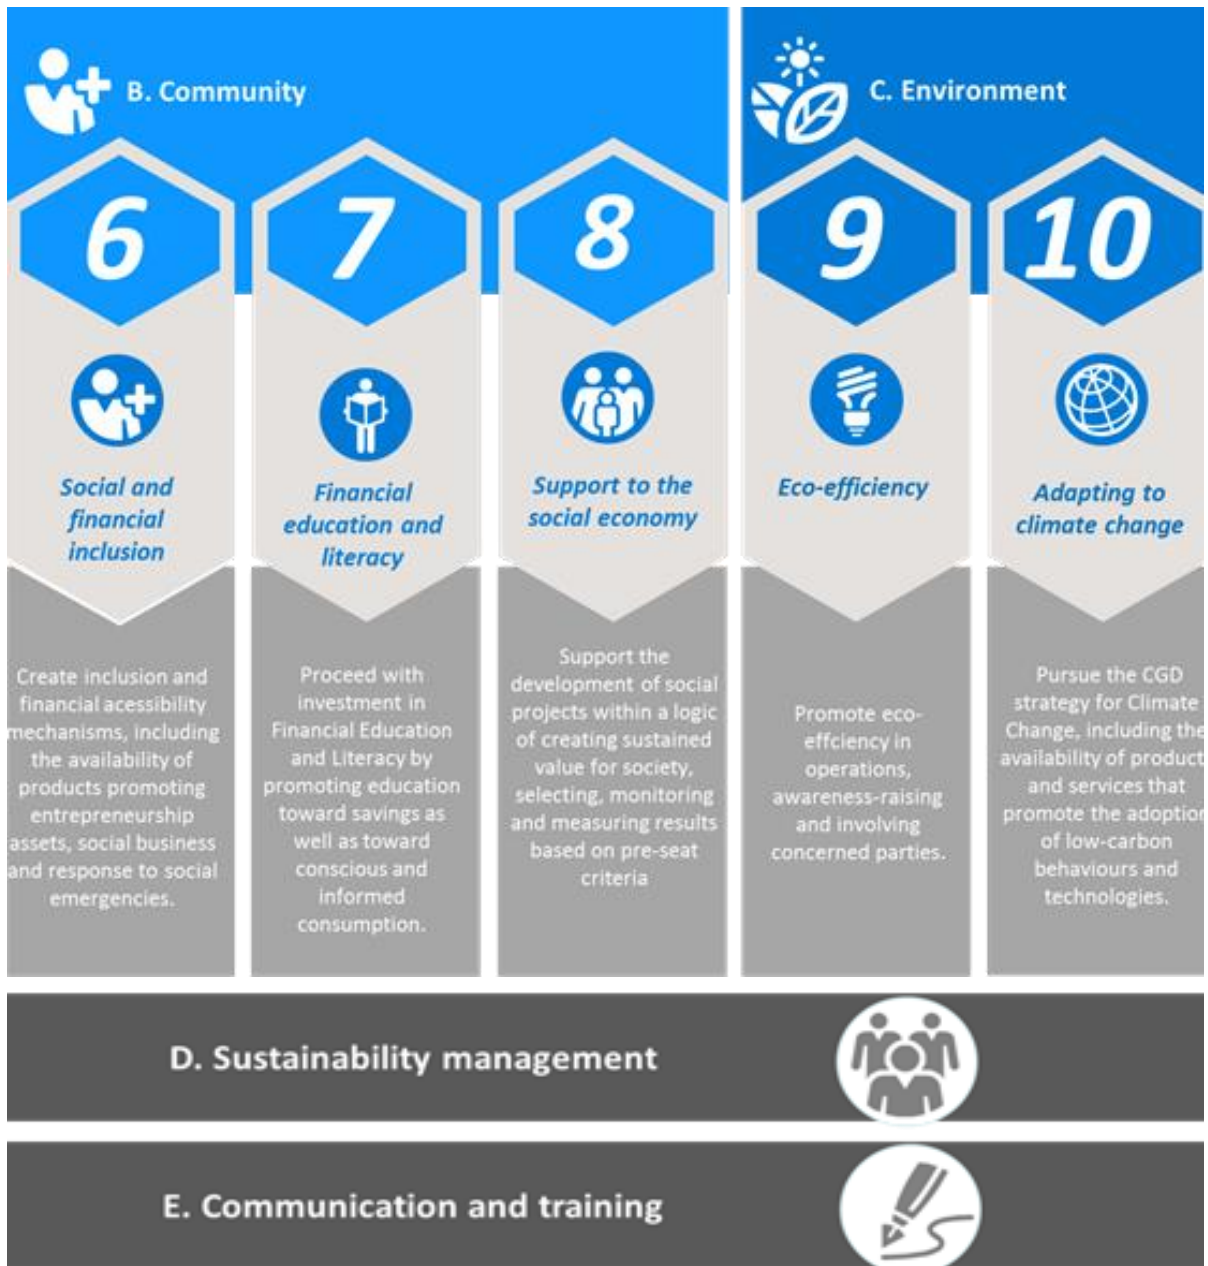 B. Community
6
Social and
financial
inclusion
Create inclusion and
financial acessibility
mechanisms, including
the availability of
products promoting
entrepreneurship
assets, social business
and response to social
emergencies.
7
Financial
education and
literacy
Proceed with
investment in
Financial Education
and Literacy by
promoting education
toward savings as
well as toward
conscious and
informed
consumption.
8
Support to the
social economy
Support the
development of social
projects within a logic
of creating sustained
value for society,
selecting, monitoring
and measuring results
based on pre-seat
criteria
C. Environment
9
Eco-efficiency
Promote eco-
effciency in
operations,
awareness-raising
and involving
concerned parties.
10
Adapting to
climate change
Pursue the CGD
strategy for Climate
Change, including the
availability of product
and services that
promote the adoption
of low-carbon
behaviours and
technologies.
D. Sustainability management
E. Communication and training